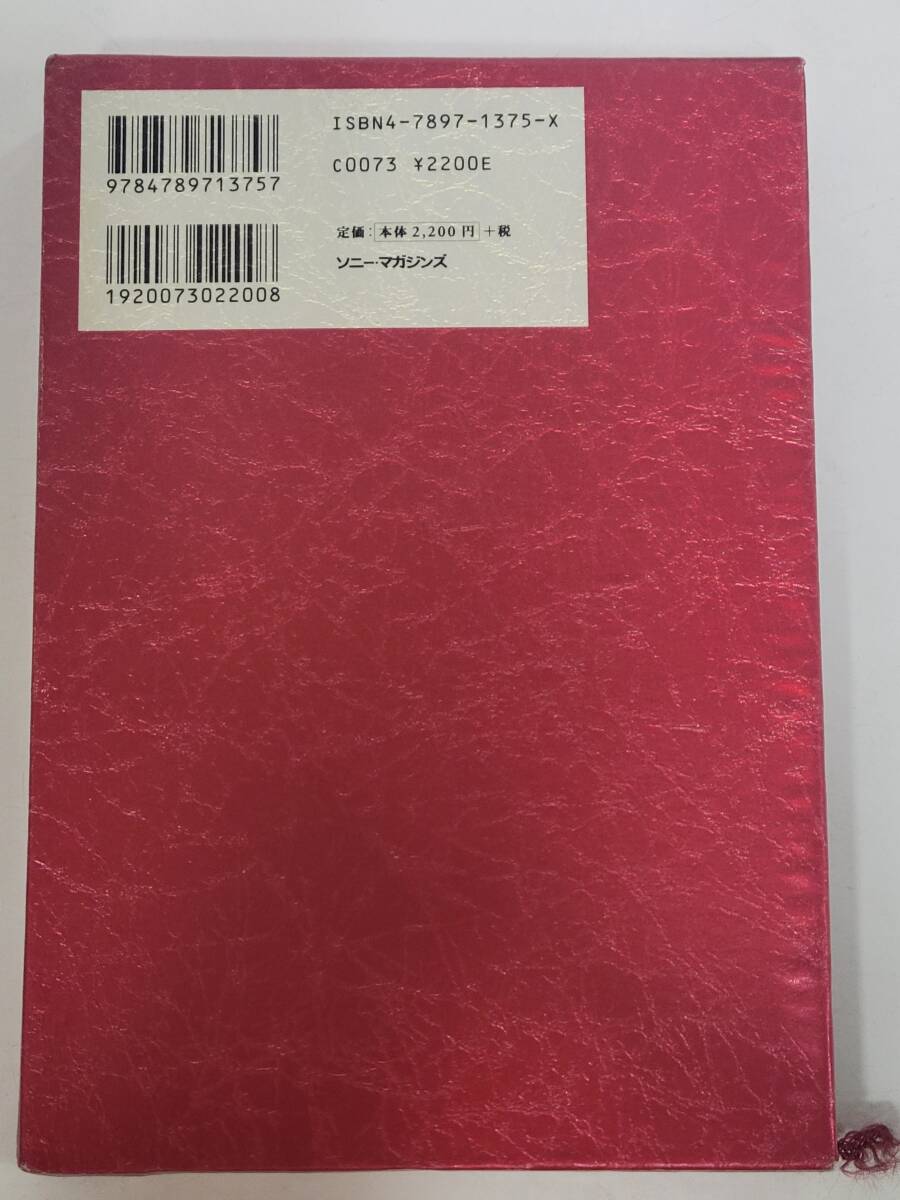 ISBN4-7897-1375-X
C0073 ¥2200E
9784789713757
定価：本体2,200円+税
ソニー・マガジンズ
1920073022008